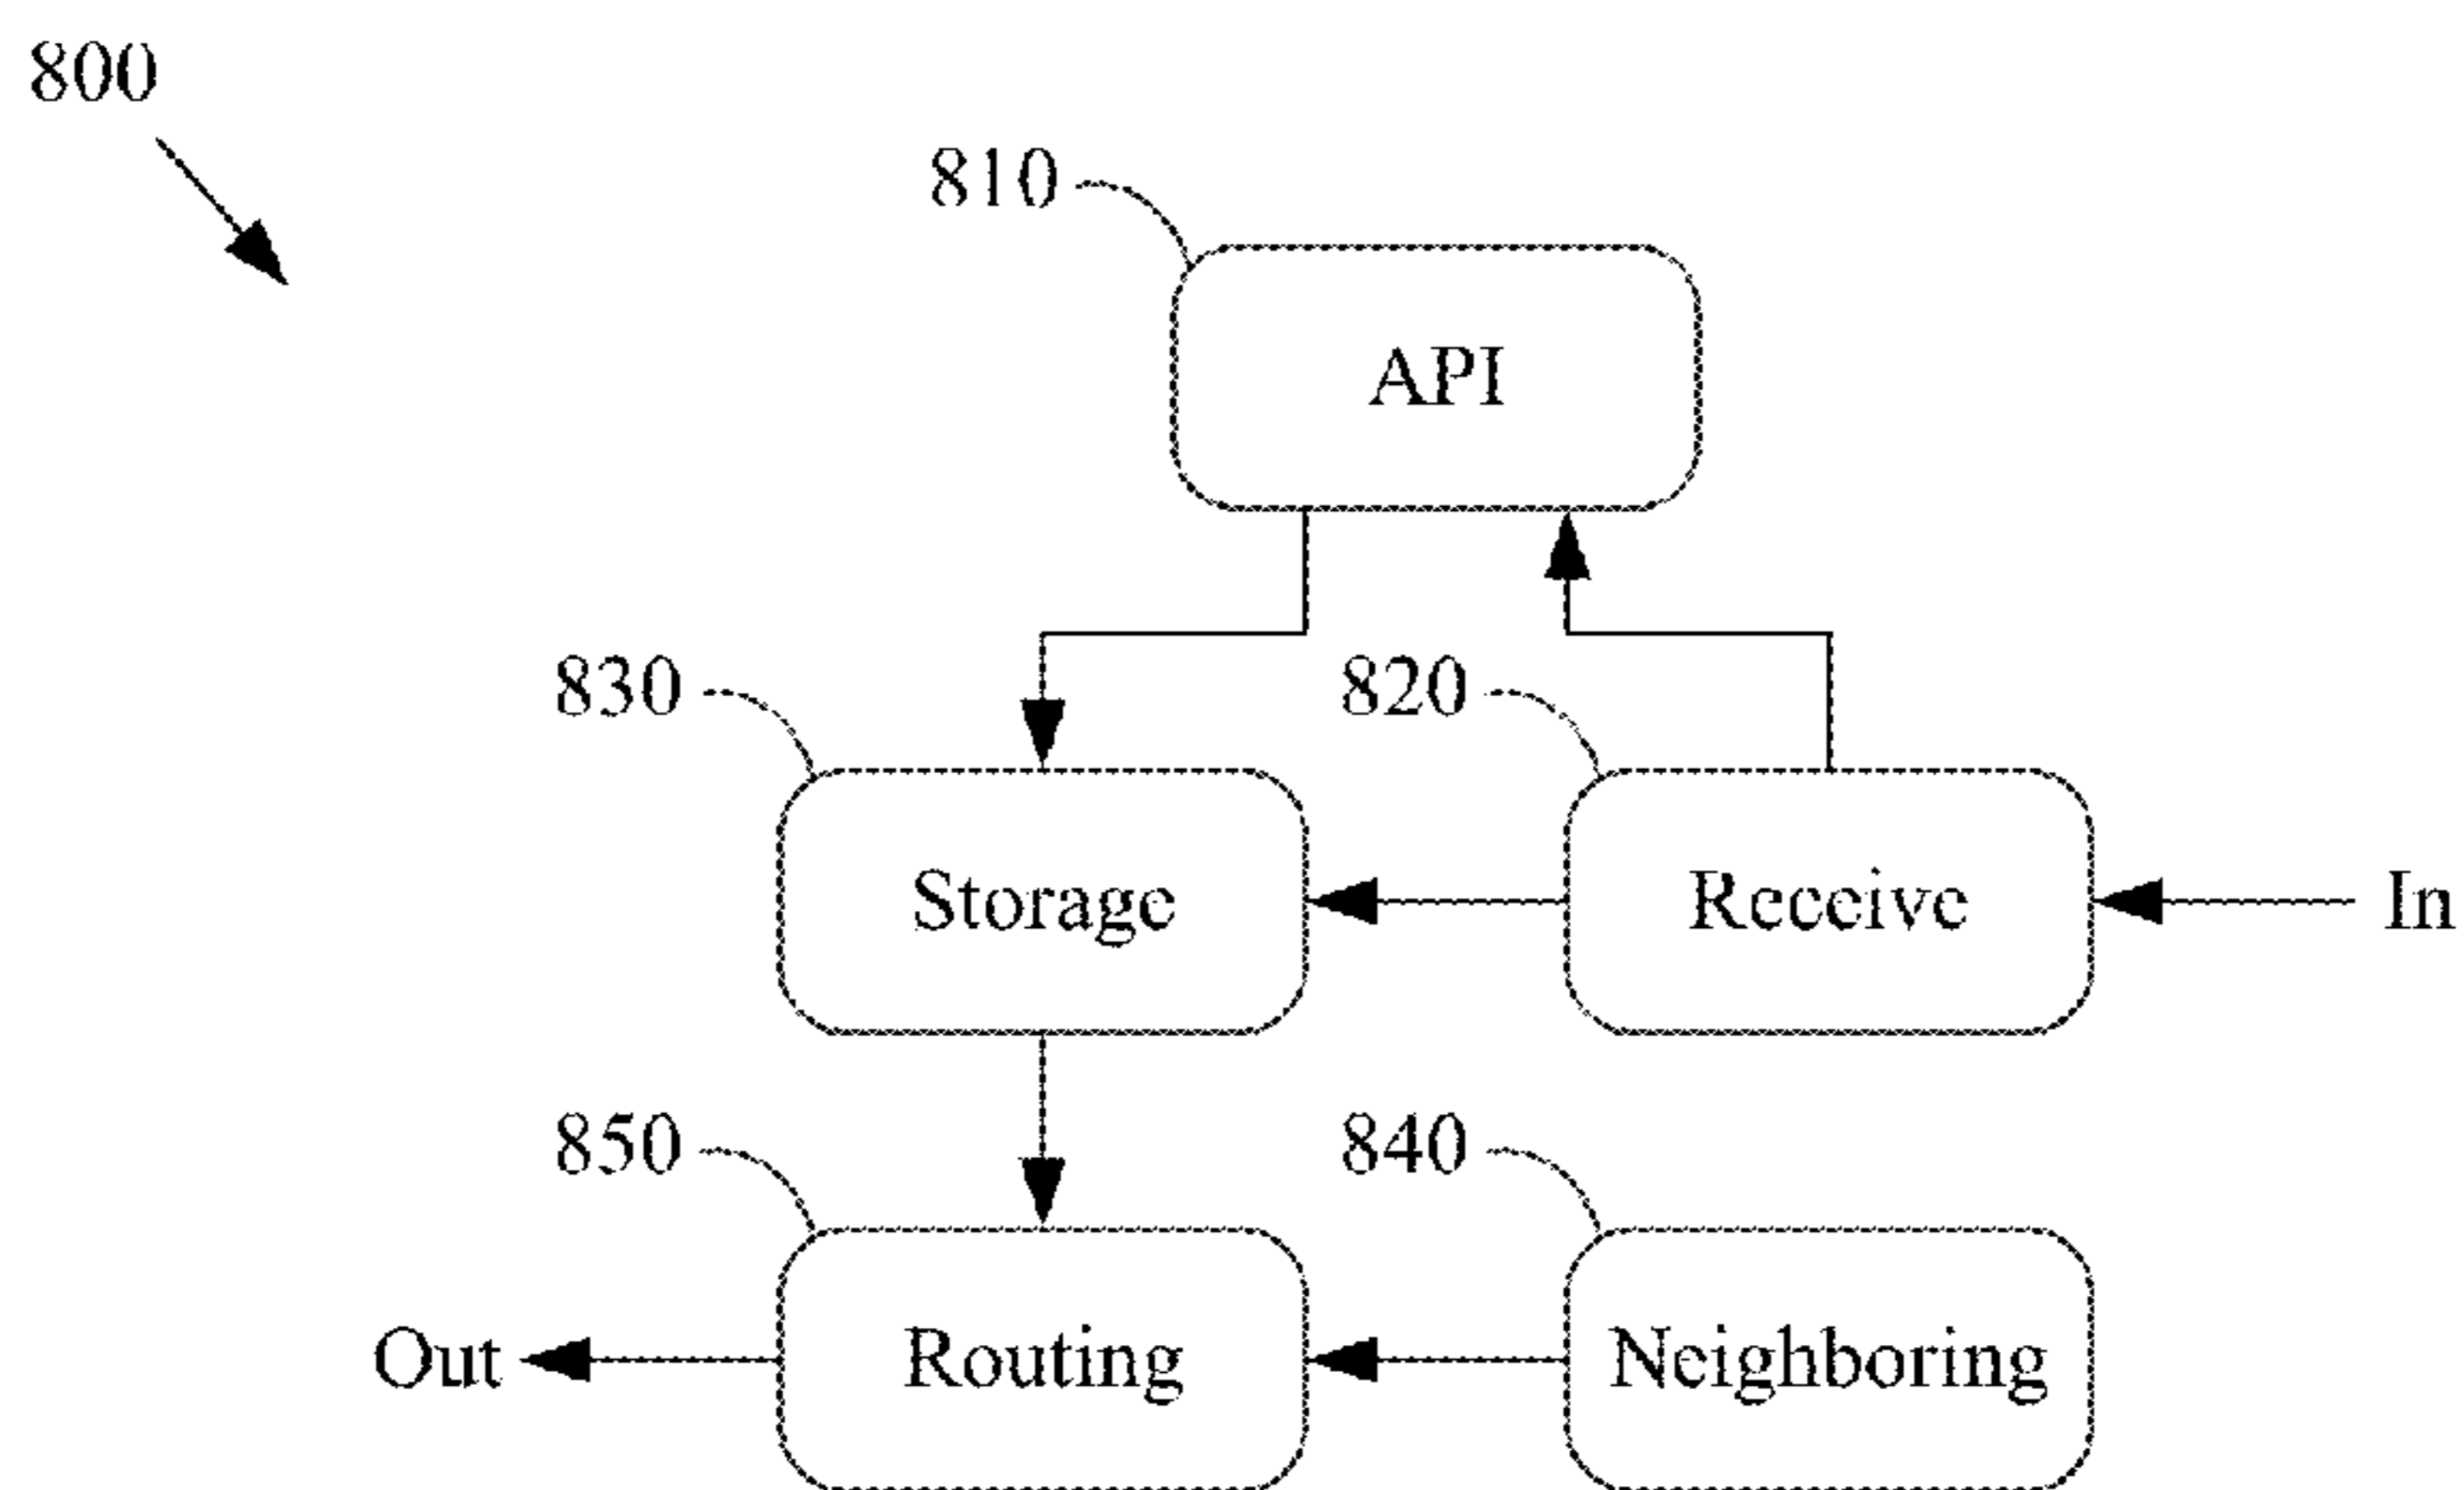 800
810
API
830
820
Storage
Receive
In
850
840
Out
Routing
Neighboring